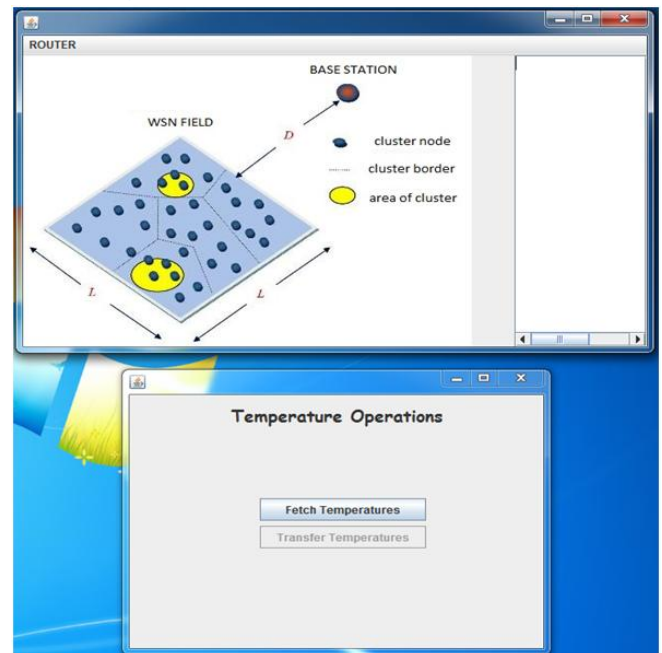 ROUTER
BASE STATION
WSN FIELD
D
cluster node
cluster border
area of cluster
L
L
Temperature Operations
Fetch Temperatures
Transfer Temperatures